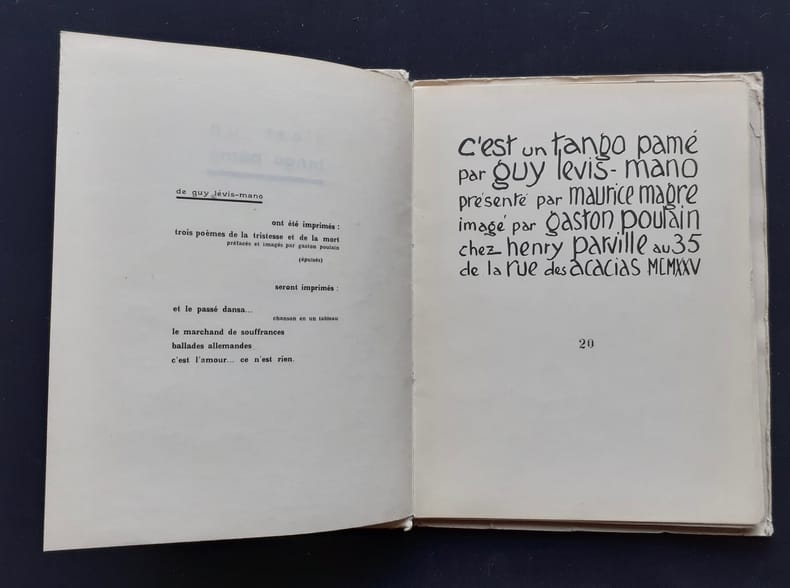 de guy lévis-mano
ont été imprimés :
trois poèmes de la tristesse et de la mort
préfacés et imagés par gaston poulain
(épuisés)
seront imprimés :
et le passé dansa...
chanson en un tableau
le marchand de souffrances
ballades allemandes
c'est l'amour... ce n'est rien.
c'est un tango pamé
par guy lévis-mano
présenté par maurice magre
imagé par gaston poulain
chez henry parville au 35
de la rue des acacias MCMXXV
20